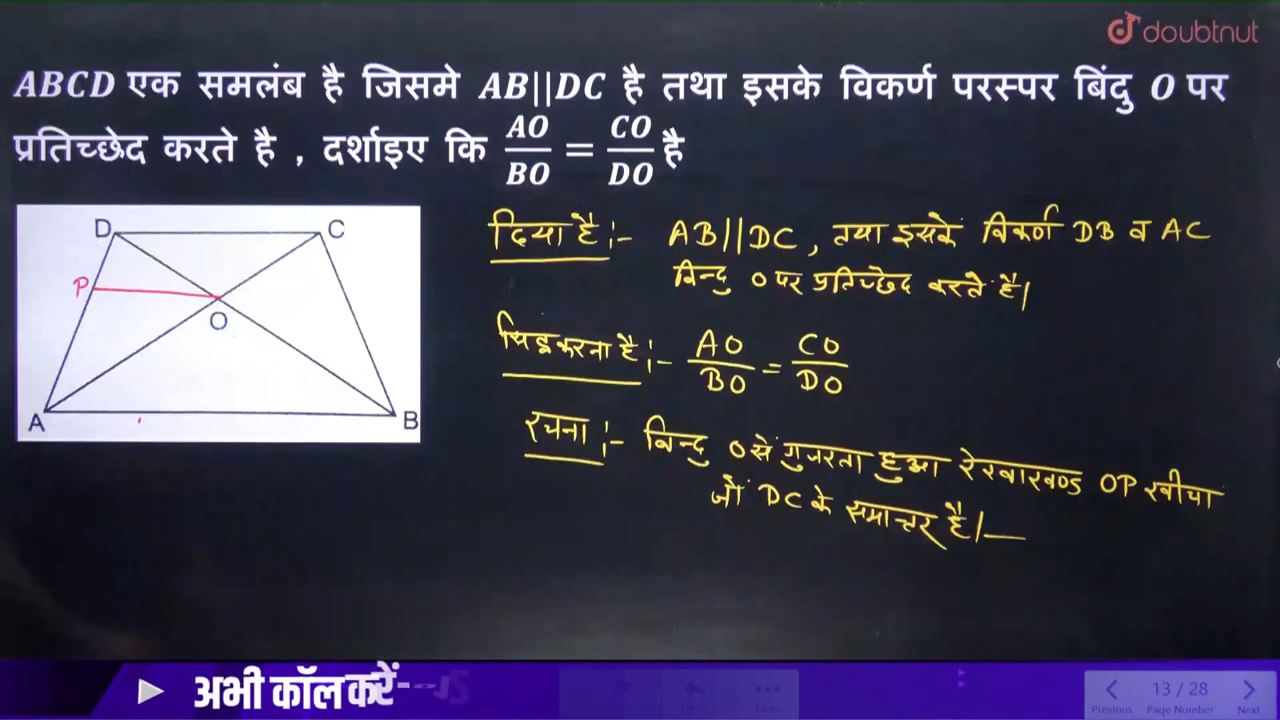 doubtnut
ABCD एक समलंब है जिसमे AB||DC है तथा इसके विकर्ण परस्पर बिंदु O पर
प्रतिच्छेद करते है , दर्शाइए कि AO/BO = CO/DO है
D C
P
O
A B
दिया है:- AB||DC, तथा इसके विकर्ण DB व AC
बिन्दु O पर प्रतिच्छेद करते है।
सिद्ध करना है:- AO/BO = CO/DO
रचना:- बिन्दु O से गुजरता हुआ रेखाखण्ड OP खीचा
जो DC के समान्तर है।
अभी कॉल करें-
Undo More
13 / 28
Previous Page Number Next